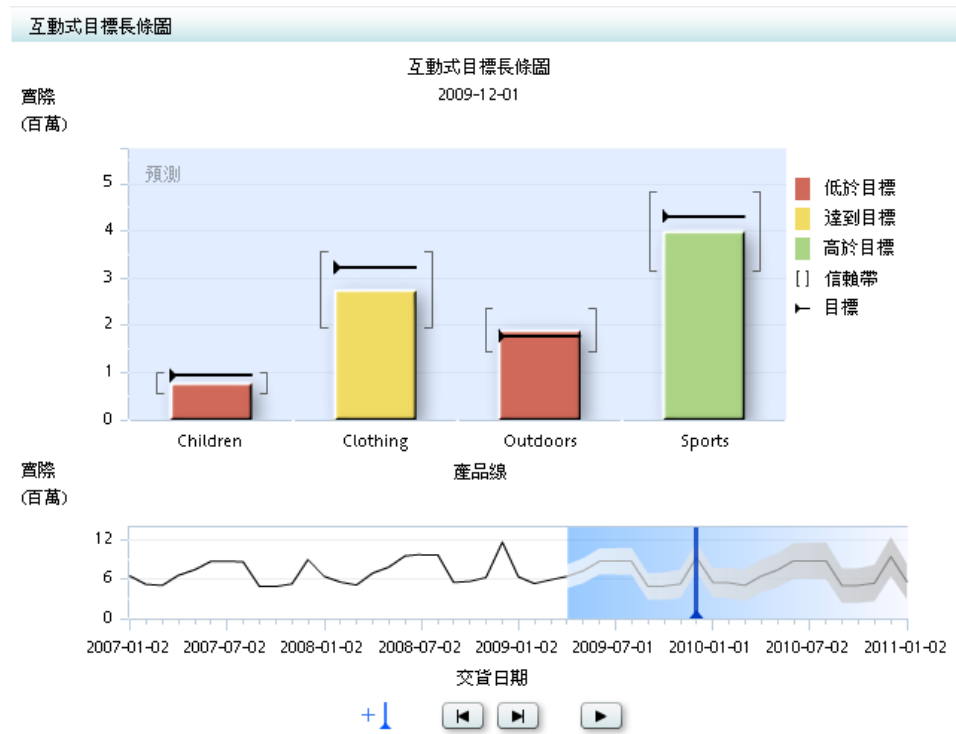 互動式目標長條圖
互動式目標長條圖
2009-12-01
實際
(百萬)
預測
5
4
3
2
1
0
Children Clothing Outdoors Sports
產品線
低於目標
達到目標
高於目標
[ ] 信賴帶
目標
實際
(百萬)
12
6
0
2007-01-02 2007-07-02 2008-01-02 2008-07-02 2009-01-02 2009-07-01 2010-01-01 2010-07-02 2011-01-02
交貨日期